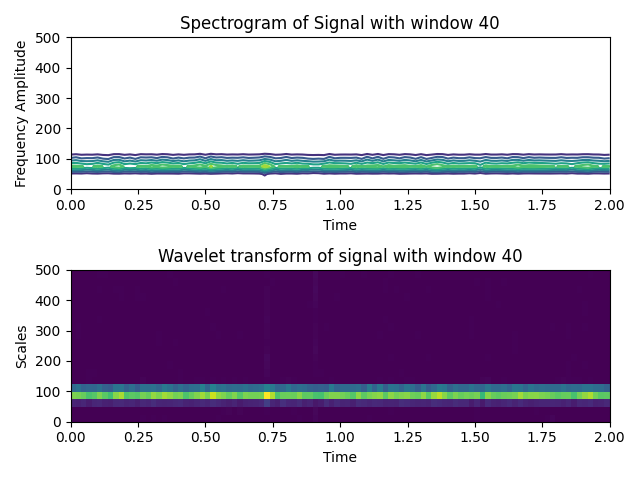 Spectrogram of Signal with window 40
500
400
300
200
100
0
Frequency Amplitude
0.00 0.25 0.50 0.75 1.00 1.25 1.50 1.75 2.00
Time
Wavelet transform of signal with window 40
500
400
300
200
100
0
Scales
0.00 0.25 0.50 0.75 1.00 1.25 1.50 1.75 2.00
Time